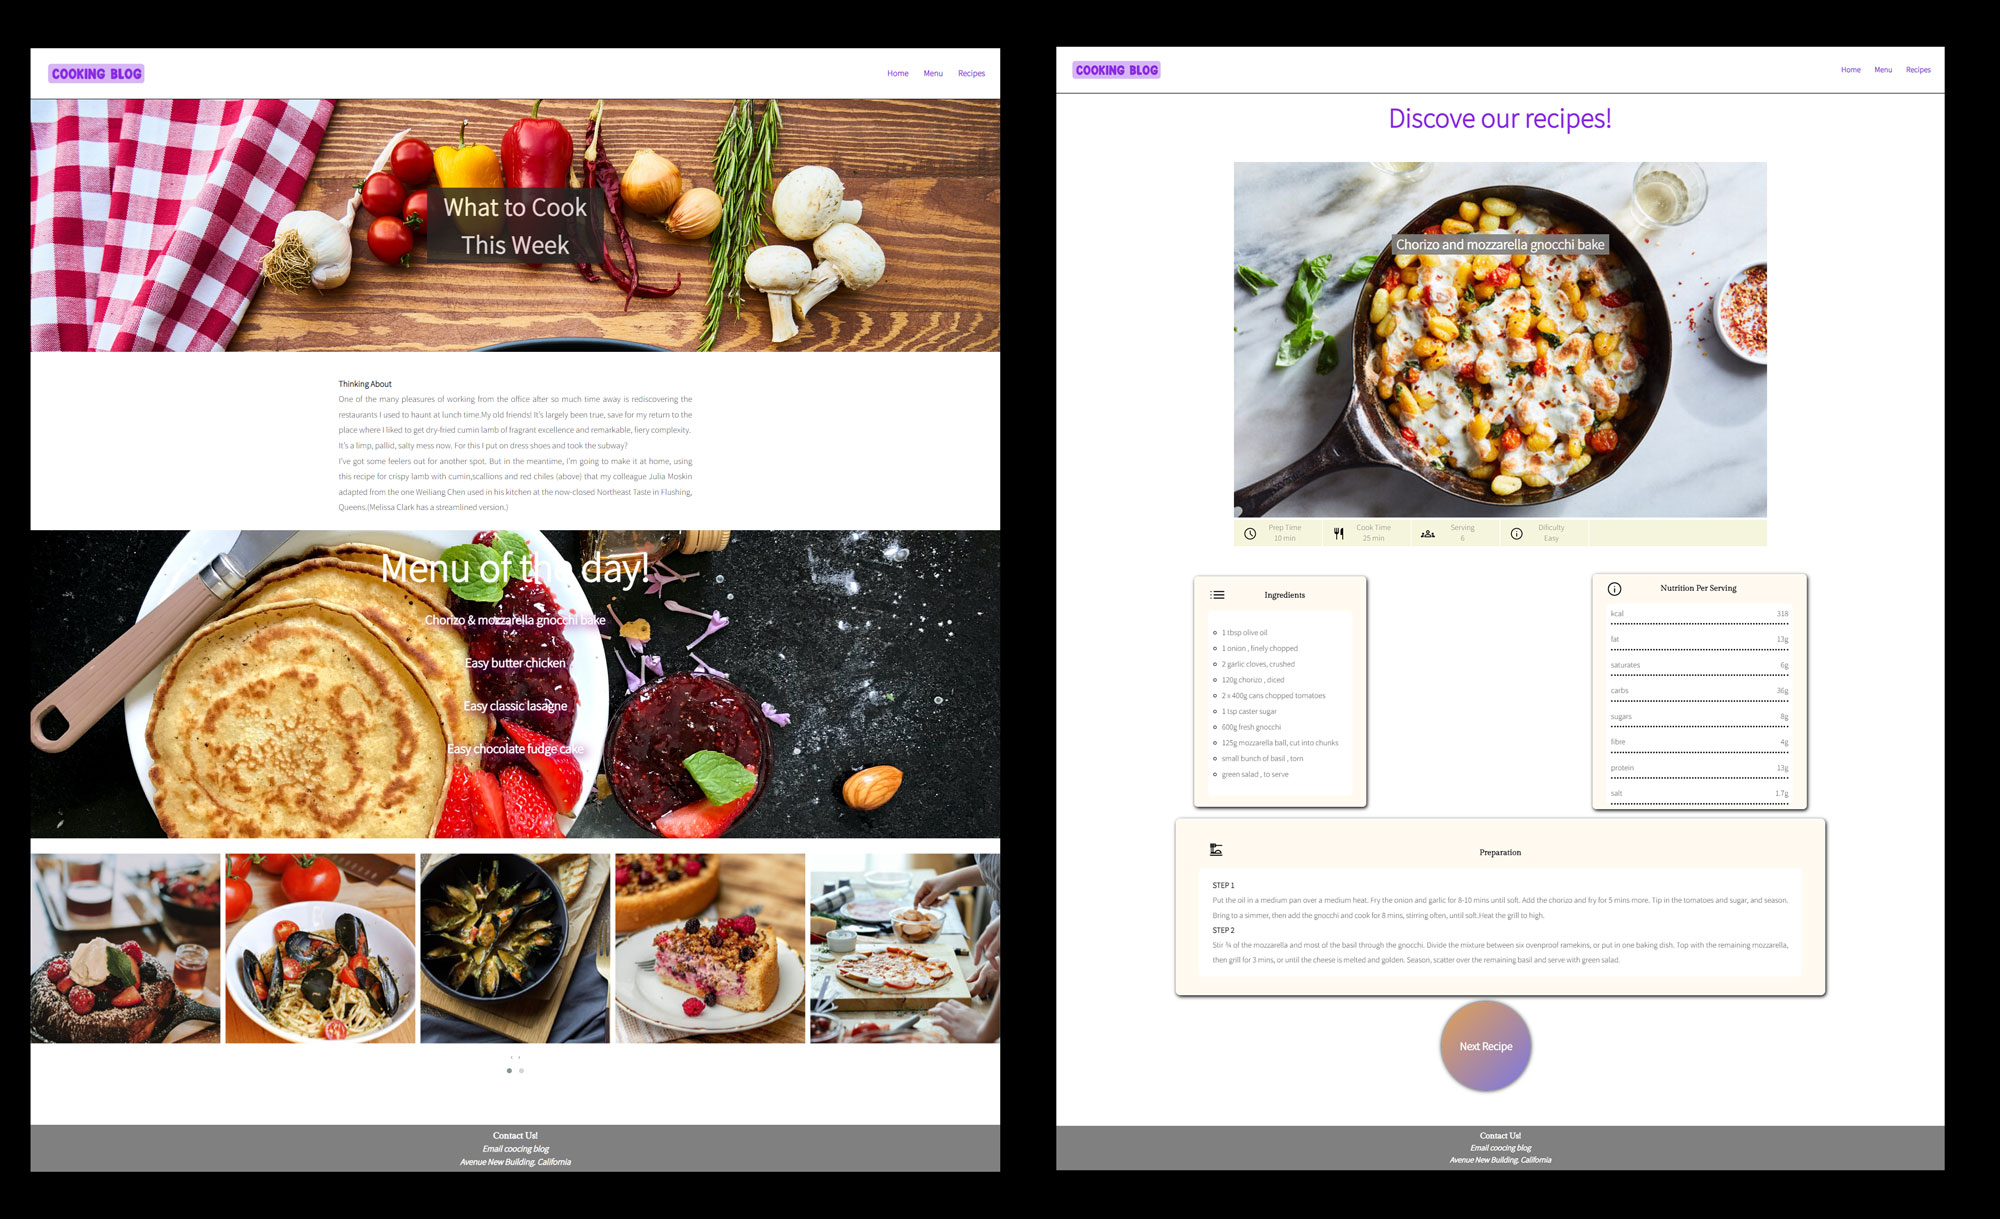 COOKING BLOG
Home Menu Recipes
What to Cook
This Week
Thinking About
One of the many pleasures of working from the office after so much time away is rediscovering the
restaurants I used to haunt at lunch time.My old friends! It's largely been true, save for my return to the
place where I liked to get dry-fried cumin lamb of fragrant excellence and remarkable, fiery complexity.
It's a limp, pallid, salty mess now. For this I put on dress shoes and took the subway?
I've got some feelers out for another spot. But in the meantime, I'm going to make it at home, using
this recipe for crispy lamb with cumin,scallions and red chiles (above) that my colleague Julia Moskin
adapted from the one Weiliang Chen used in his kitchen at the now-closed Northeast Taste in Flushing,
Queens.(Melissa Clark has a streamlined version.)
Menu of the day!
Chorizo & mozzarella gnocchi bake
Easy butter chicken
Easy classic lasagne
Easy chocolate fudge cake
Contact Us!
Email coocing blog
Avenue New Building, California
COOKING BLOG
Home Menu Recipes
Discove our recipes!
Chorizo and mozzarella gnocchi bake
Prep Time
10 min
Cook Time
25 min
Serving
6
Dificulty
Easy
Ingredients
1 tbsp olive oil
1 onion , finely chopped
2 garlic cloves, crushed
120g chorizo , diced
2 x 400g cans chopped tomatoes
1 tsp caster sugar
600g fresh gnocchi
125g mozzarella ball, cut into chunks
small bunch of basil , torn
green salad , to serve
Nutrition Per Serving
kcal 318
fat 13g
saturates 6g
carbs 36g
sugars 8g
fibre 4g
protein 13g
salt 1.7g
Preparation
STEP 1
Put the oil in a medium pan over a medium heat. Fry the onion and garlic for 8-10 mins until soft. Add the chorizo and fry for 5 mins more. Tip in the tomatoes and sugar, and season.
Bring to a simmer, then add the gnocchi and cook for 8 mins, stirring often, until soft.Heat the grill to high.
STEP 2
Stir ¾ of the mozzarella and most of the basil through the gnocchi. Divide the mixture between six ovenproof ramekins, or put in one baking dish. Top with the remaining mozzarella,
then grill for 3 mins, or until the cheese is melted and golden. Season, scatter over the remaining basil and serve with green salad.
Next Recipe
Contact Us!
Email coocing blog
Avenue New Building, California